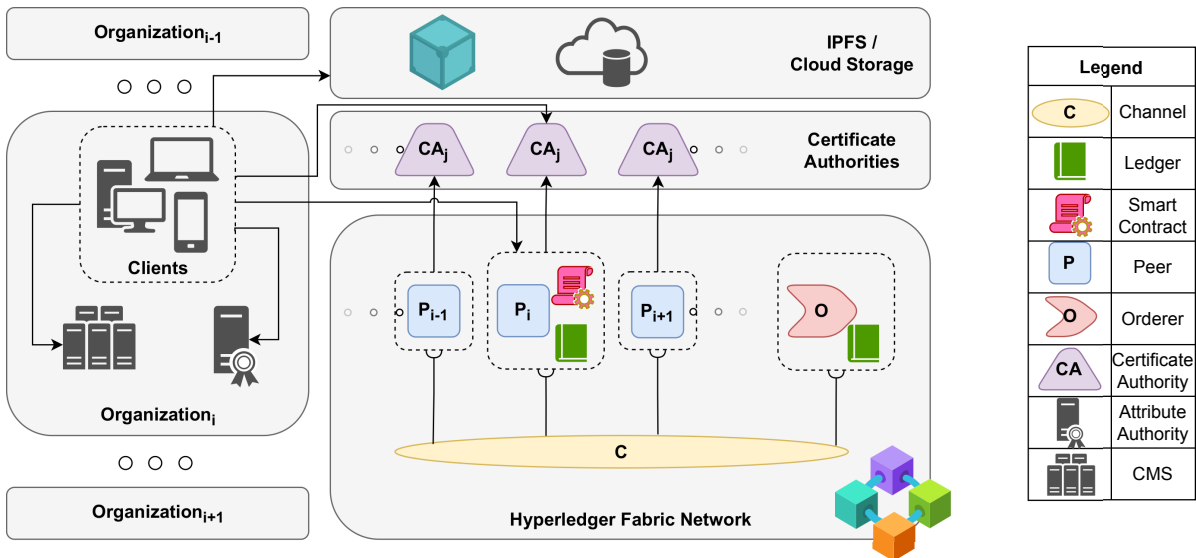 Organization_{i-1}
IPFS /
Cloud Storage
Clients
Organization_i
Organization_{i+1}
CA_j
CA_j
CA_j
Certificate
Authorities
P_{i-1}
P_i
P_{i+1}
O
C
Hyperledger Fabric Network
Legend
C
Channel
Ledger
Smart
Contract
P
Peer
O
Orderer
CA
Certificate
Authority
Attribute
Authority
CMS